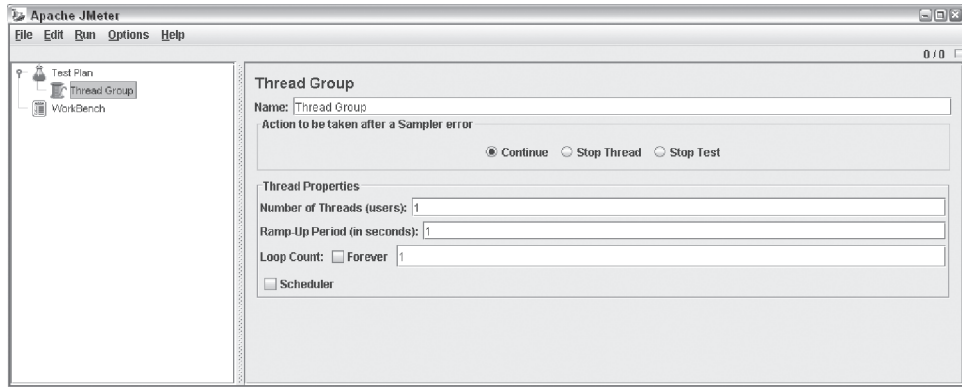 Apache JMeter
File Edit Run Options Help
0 / 0
Test Plan
Thread Group
WorkBench
Thread Group
Name: Thread Group
Action to be taken after a Sampler error
Continue Stop Thread Stop Test
Thread Properties
Number of Threads (users): 1
Ramp-Up Period (in seconds): 1
Loop Count: Forever 1
Scheduler